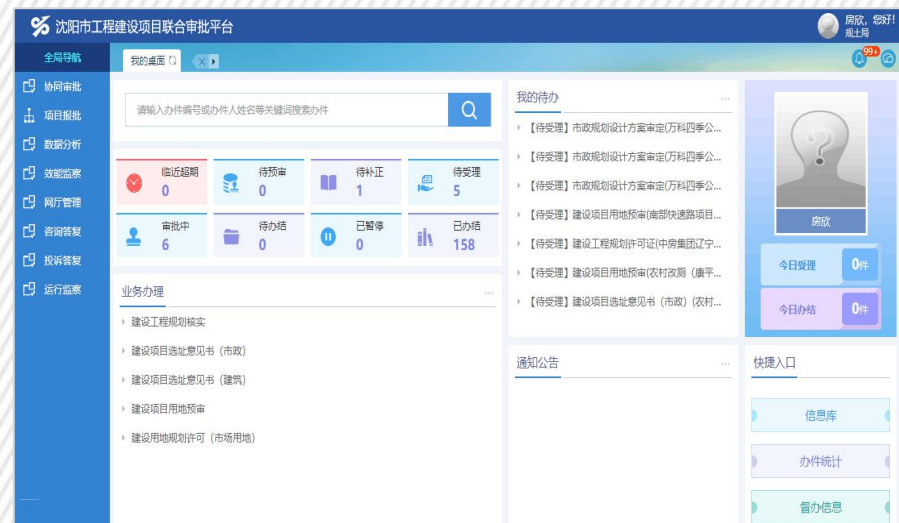 沈阳市工程建设项目联合审批平台
房欣，您好!
规土局
全局导航
我的桌面
99+
协同审批
项目报批
数据分析
效能监察
网厅管理
咨询答复
投诉答复
运行监察
请输入办件编号或办件人姓名等关键词搜索办件
临近超期
0
待预审
0
待补正
1
待受理
5
审批中
6
待办结
0
已暂停
0
已办结
158
业务办理
建设工程规划核实
建设项目选址意见书（市政）
建设项目选址意见书（建筑）
建设项目用地预审
建设用地规划许可（市场用地）
我的待办
【待受理】市政规划设计方案审定(万科四季公...
【待受理】市政规划设计方案审定(万科四季公...
【待受理】市政规划设计方案审定(万科四季公...
【待受理】建设项目用地预审(南部快速路项目...
【待受理】建设工程规划许可证(中房集团辽宁...
【待受理】建设项目用地预审(农村改厕（康平...
【待受理】建设项目选址意见书（市政）(农村...
通知公告
房欣
今日受理
0件
今日办结
0件
快捷入口
信息库
办件统计
督办信息